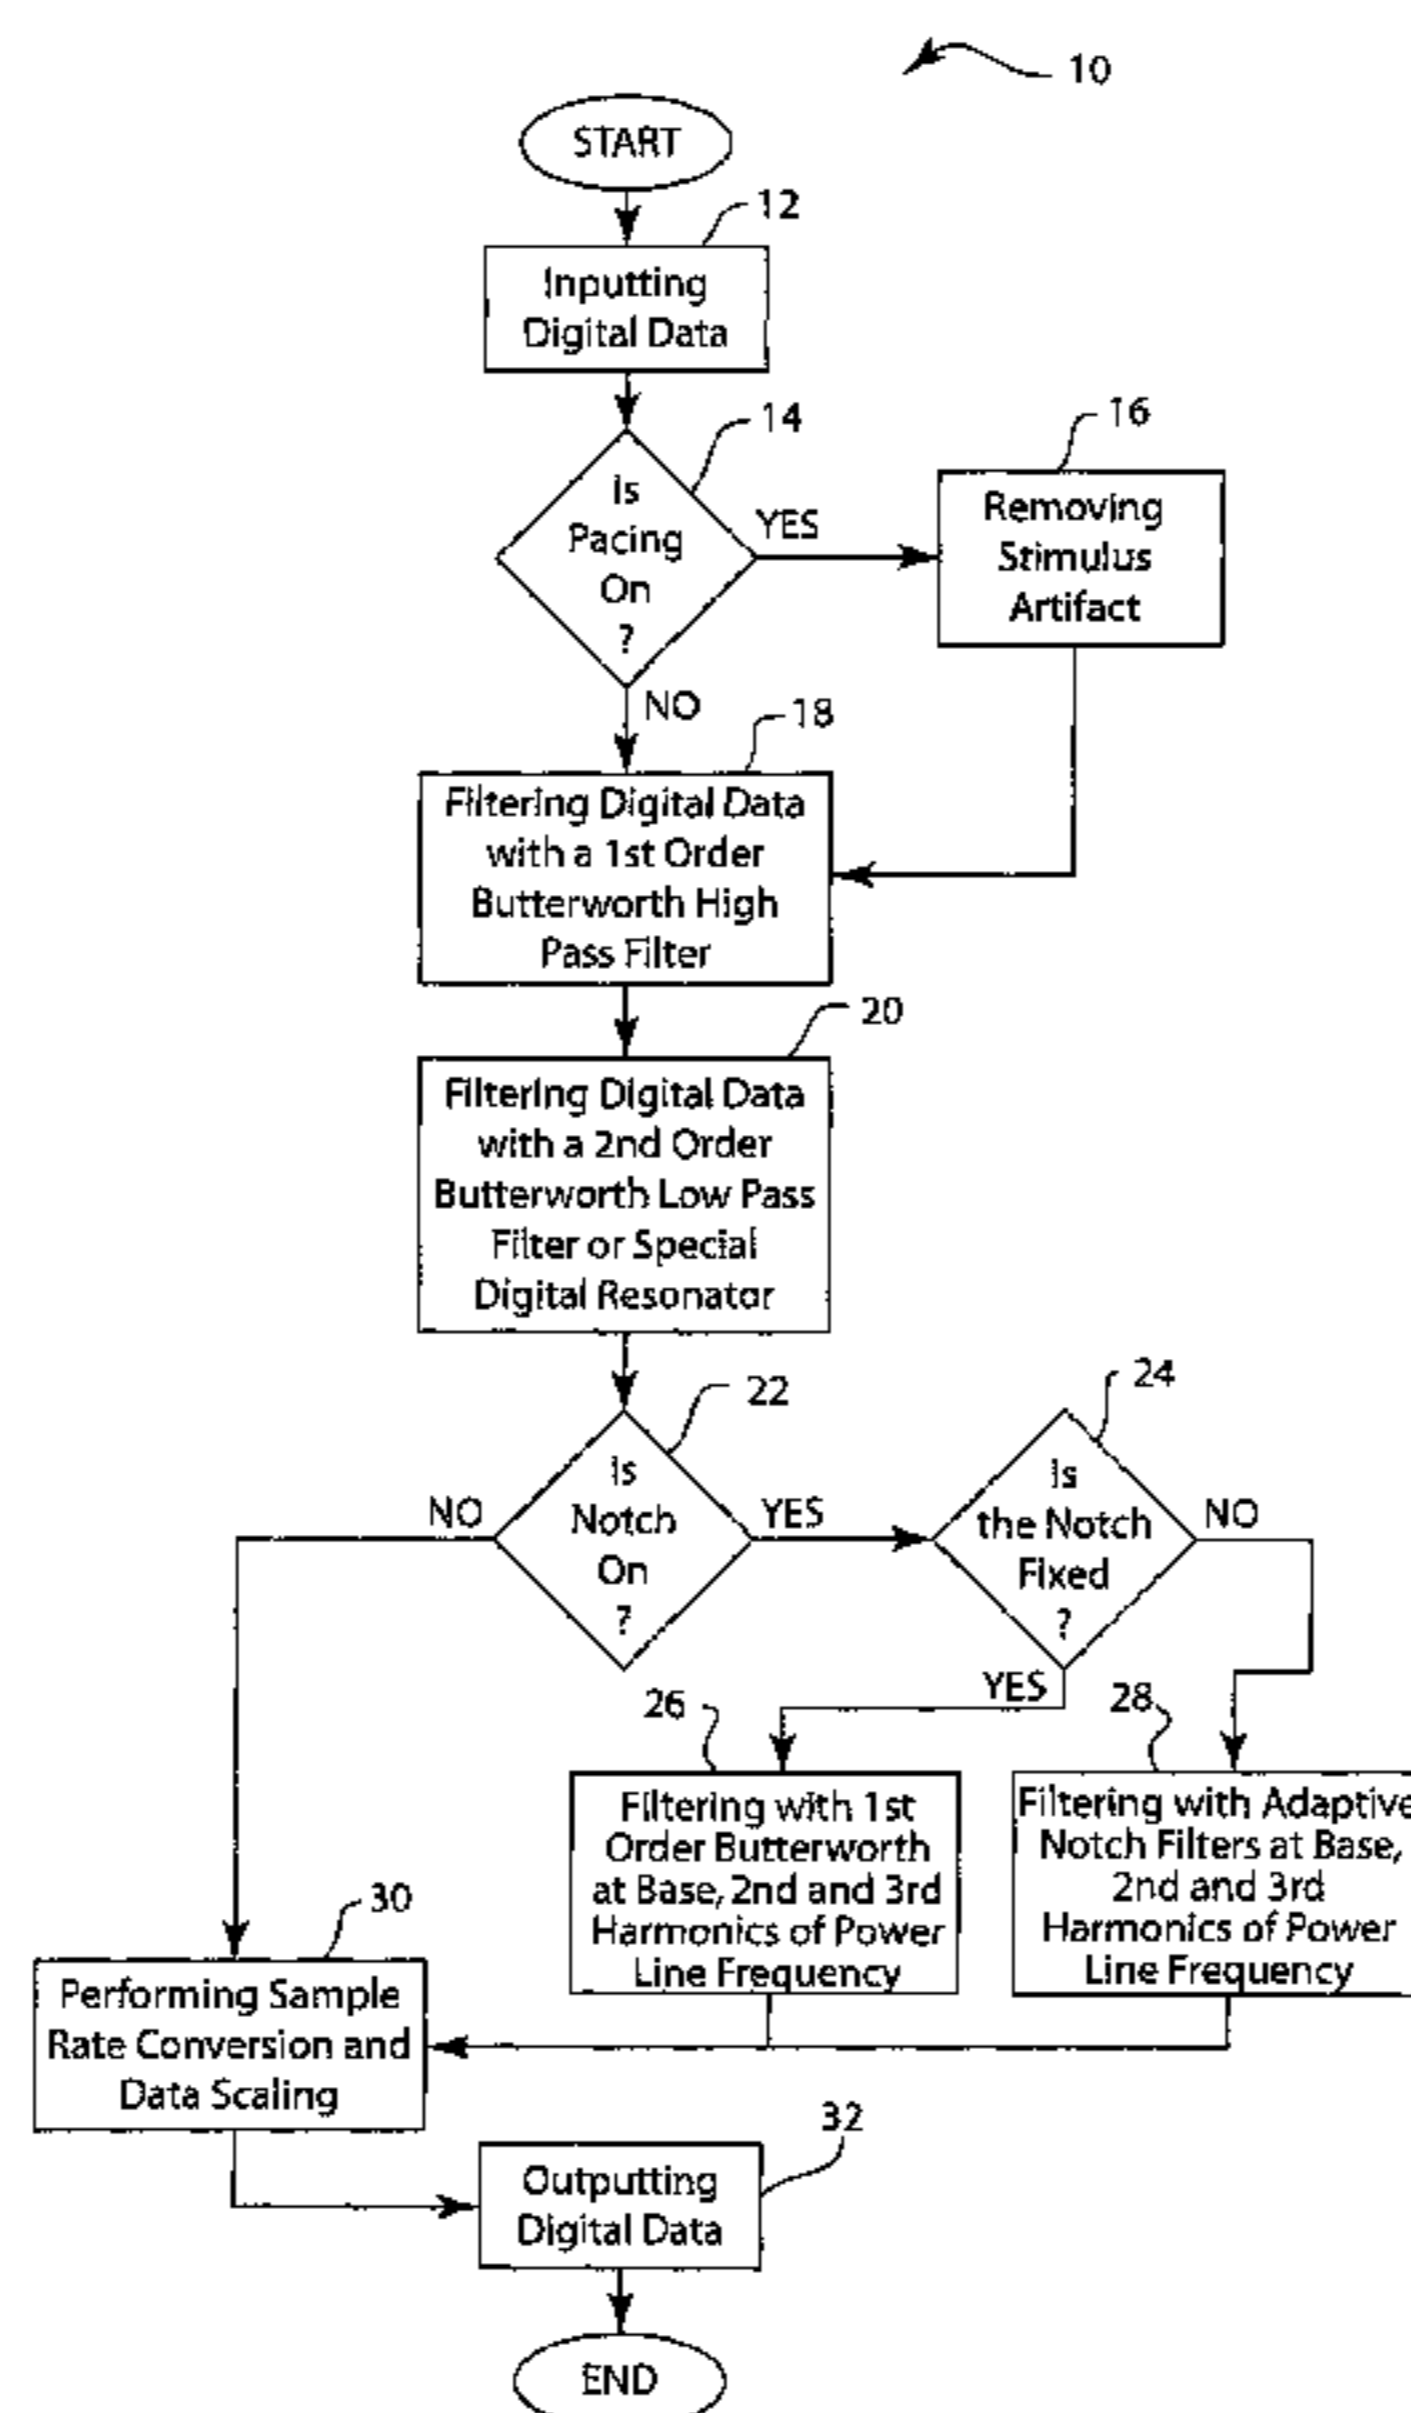 10
START
12
Inputting
Digital Data
14
Is
Pacing
On
?
YES
16
Removing
Stimulus
Artifact
NO
18
Filtering Digital Data
with a 1st Order
Butterworth High
Pass Filter
20
Filtering Digital Data
with a 2nd Order
Butterworth Low Pass
Filter or Special
Digital Resonator
22
Is
Notch
On
?
NO
YES
24
Is
the Notch
Fixed
?
NO
YES
26
Filtering with 1st
Order Butterworth
at Base, 2nd and 3rd
Harmonics of Power
Line Frequency
28
Filtering with Adaptive
Notch Filters at Base,
2nd and 3rd
Harmonics of Power
Line Frequency
30
Performing Sample
Rate Conversion and
Data Scaling
32
Outputting
Digital Data
END